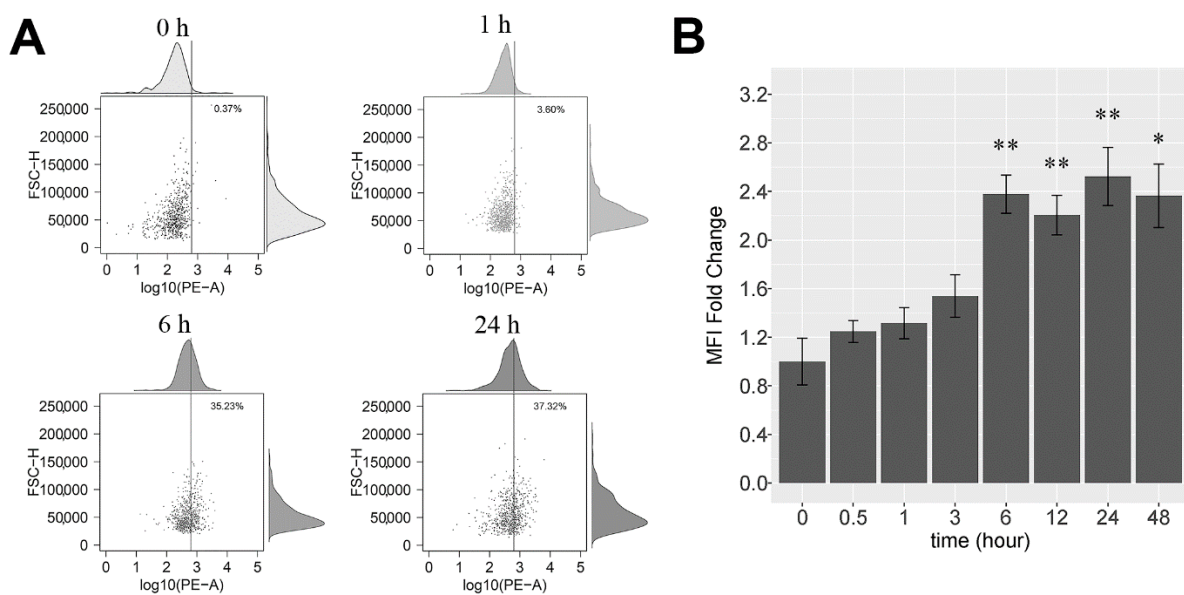 A
0 h
0.37%
250,000
200,000
150,000
100,000
50,000
0
FSC-H
0 1 2 3 4 5
log10(PE-A)
1 h
3.60%
250,000
200,000
150,000
100,000
50,000
0
FSC-H
0 1 2 3 4 5
log10(PE-A)
6 h
35.23%
250,000
200,000
150,000
100,000
50,000
0
FSC-H
0 1 2 3 4 5
log10(PE-A)
24 h
37.32%
250,000
200,000
150,000
100,000
50,000
0
FSC-H
0 1 2 3 4 5
log10(PE-A)
B
3.2
2.8
2.4
2.0
1.6
1.2
0.8
0.4
0.0
MFI Fold Change
** ** ** *
0 0.5 1 3 6 12 24 48
time (hour)